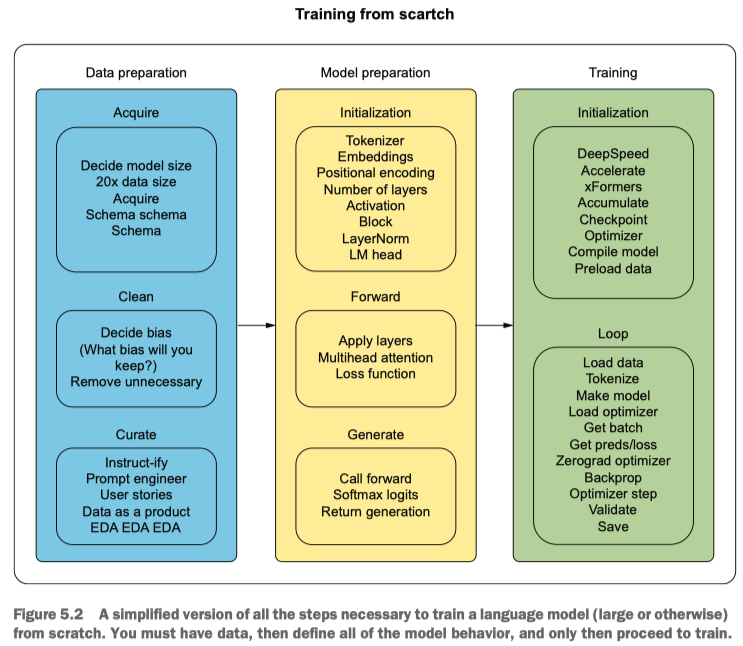 Training from scartch
Data preparation
Acquire
Decide model size
20x data size
Acquire
Schema schema
Schema
Clean
Decide bias
(What bias will you
keep?)
Remove unnecessary
Curate
Instruct-ify
Prompt engineer
User stories
Data as a product
EDA EDA EDA
Model preparation
Initialization
Tokenizer
Embeddings
Positional encoding
Number of layers
Activation
Block
LayerNorm
LM head
Forward
Apply layers
Multihead attention
Loss function
Generate
Call forward
Softmax logits
Return generation
Training
Initialization
DeepSpeed
Accelerate
xFormers
Accumulate
Checkpoint
Optimizer
Compile model
Preload data
Loop
Load data
Tokenize
Make model
Load optimizer
Get batch
Get preds/loss
Zerograd optimizer
Backprop
Optimizer step
Validate
Save
Figure 5.2 A simplified version of all the steps necessary to train a language model (large or otherwise)
from scratch. You must have data, then define all of the model behavior, and only then proceed to train.